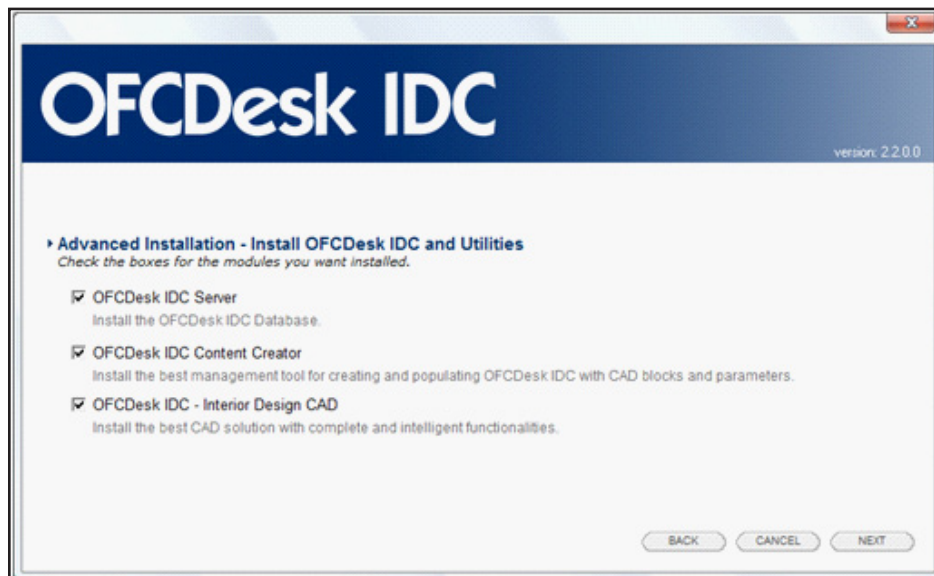 OFCDesk IDC
version: 2.2.0.0
Advanced Installation - Install OFCDesk IDC and Utilities
Check the boxes for the modules you want installed.
OFCDesk IDC Server
Install the OFCDesk IDC Database.
OFCDesk IDC Content Creator
Install the best management tool for creating and populating OFCDesk IDC with CAD blocks and parameters.
OFCDesk IDC - Interior Design CAD
Install the best CAD solution with complete and intelligent functionalities.
BACK CANCEL NEXT